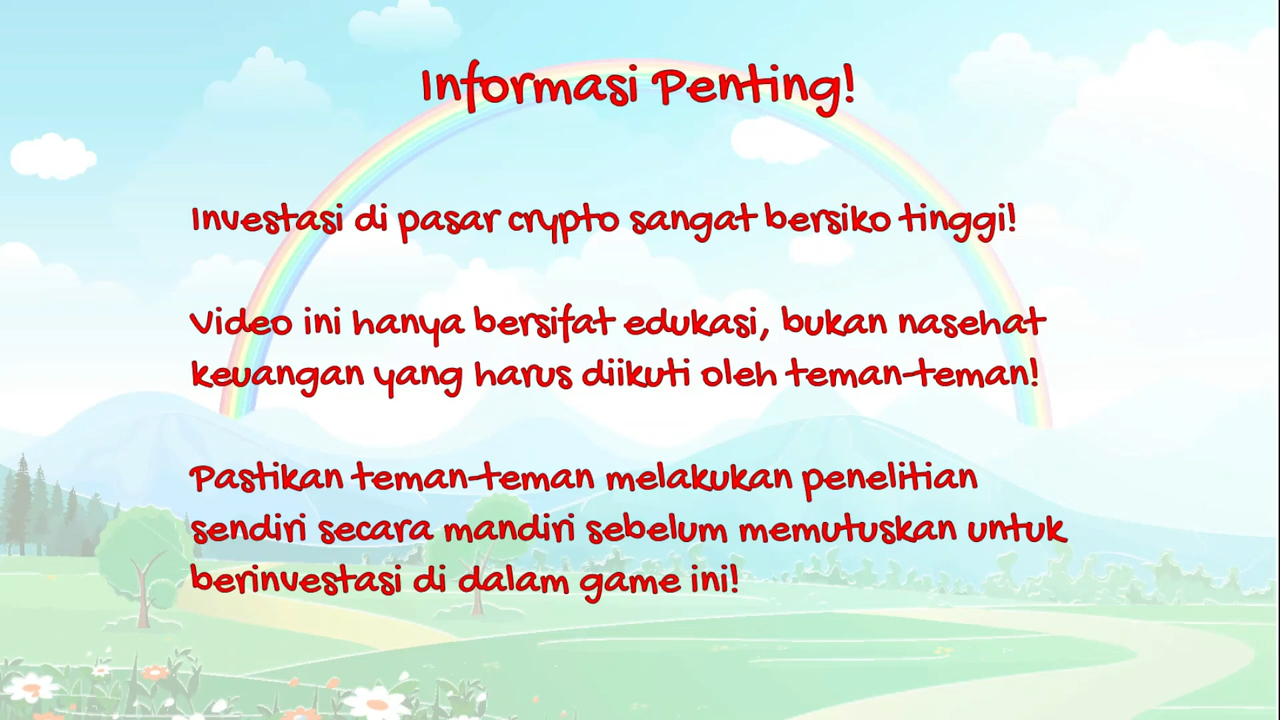 Informasi Penting!
Investasi di pasar crypto sangat bersiko tinggi!
Video ini hanya bersifat edukasi, bukan nasehat
keuangan yang harus diikuti oleh teman-teman!
Pastikan teman-teman melakukan penelitian
sendiri secara mandiri sebelum memutuskan untuk
berinvestasi di dalam game ini!